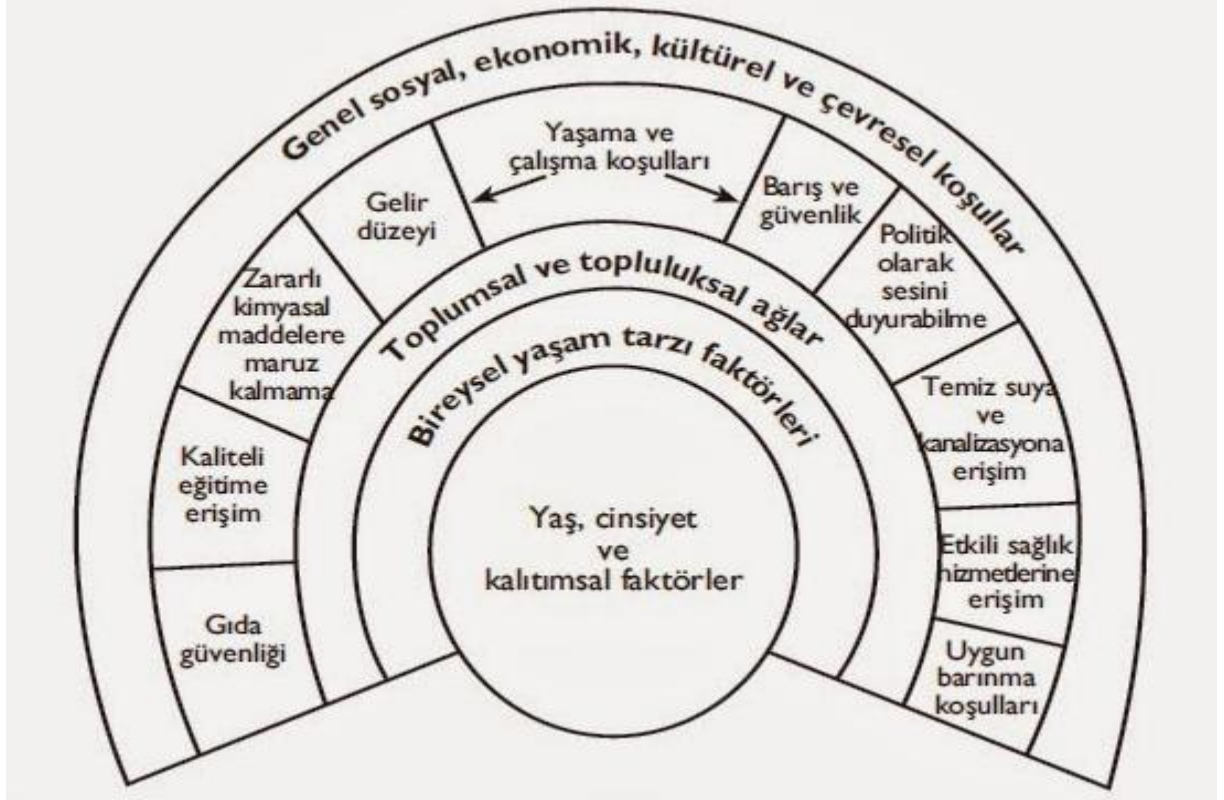 Genel sosyal, ekonomik, kültürel ve çevresel koşullar
Yaşama ve
çalışma koşulları
Gelir
düzeyi
Barış ve
güvenlik
Zararlı
kimyasal
maddelere
maruz
kalmama
Politik
olarak
sesini
duyurabilme
Toplumsal ve topluluksal ağlar
Bireysel yaşam tarzı faktörleri
Kaliteli
eğitime
erişim
Temiz suya
ve
kanalizasyona
erişim
Yaş, cinsiyet
ve
kalıtımsal faktörler
Etkili sağlık
hizmetlerine
erişim
Gıda
güvenliği
Uygun
barınma
koşulları